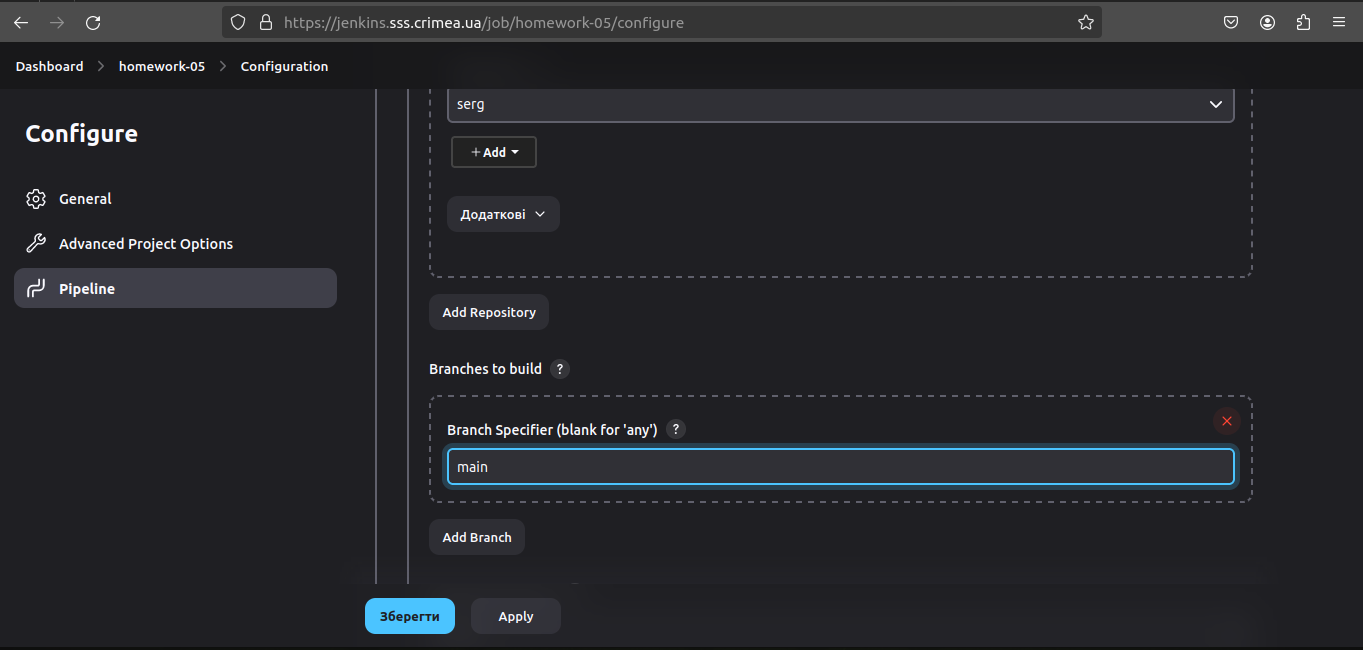 https://jenkins.sss.crimea.ua/job/homework-05/configure
Dashboard > homework-05 > Configuration
Configure
General
Advanced Project Options
Pipeline
serg
+ Add
Додаткові
Add Repository
Branches to build ?
Branch Specifier (blank for 'any') ?
main
Add Branch
Зберегти
Apply